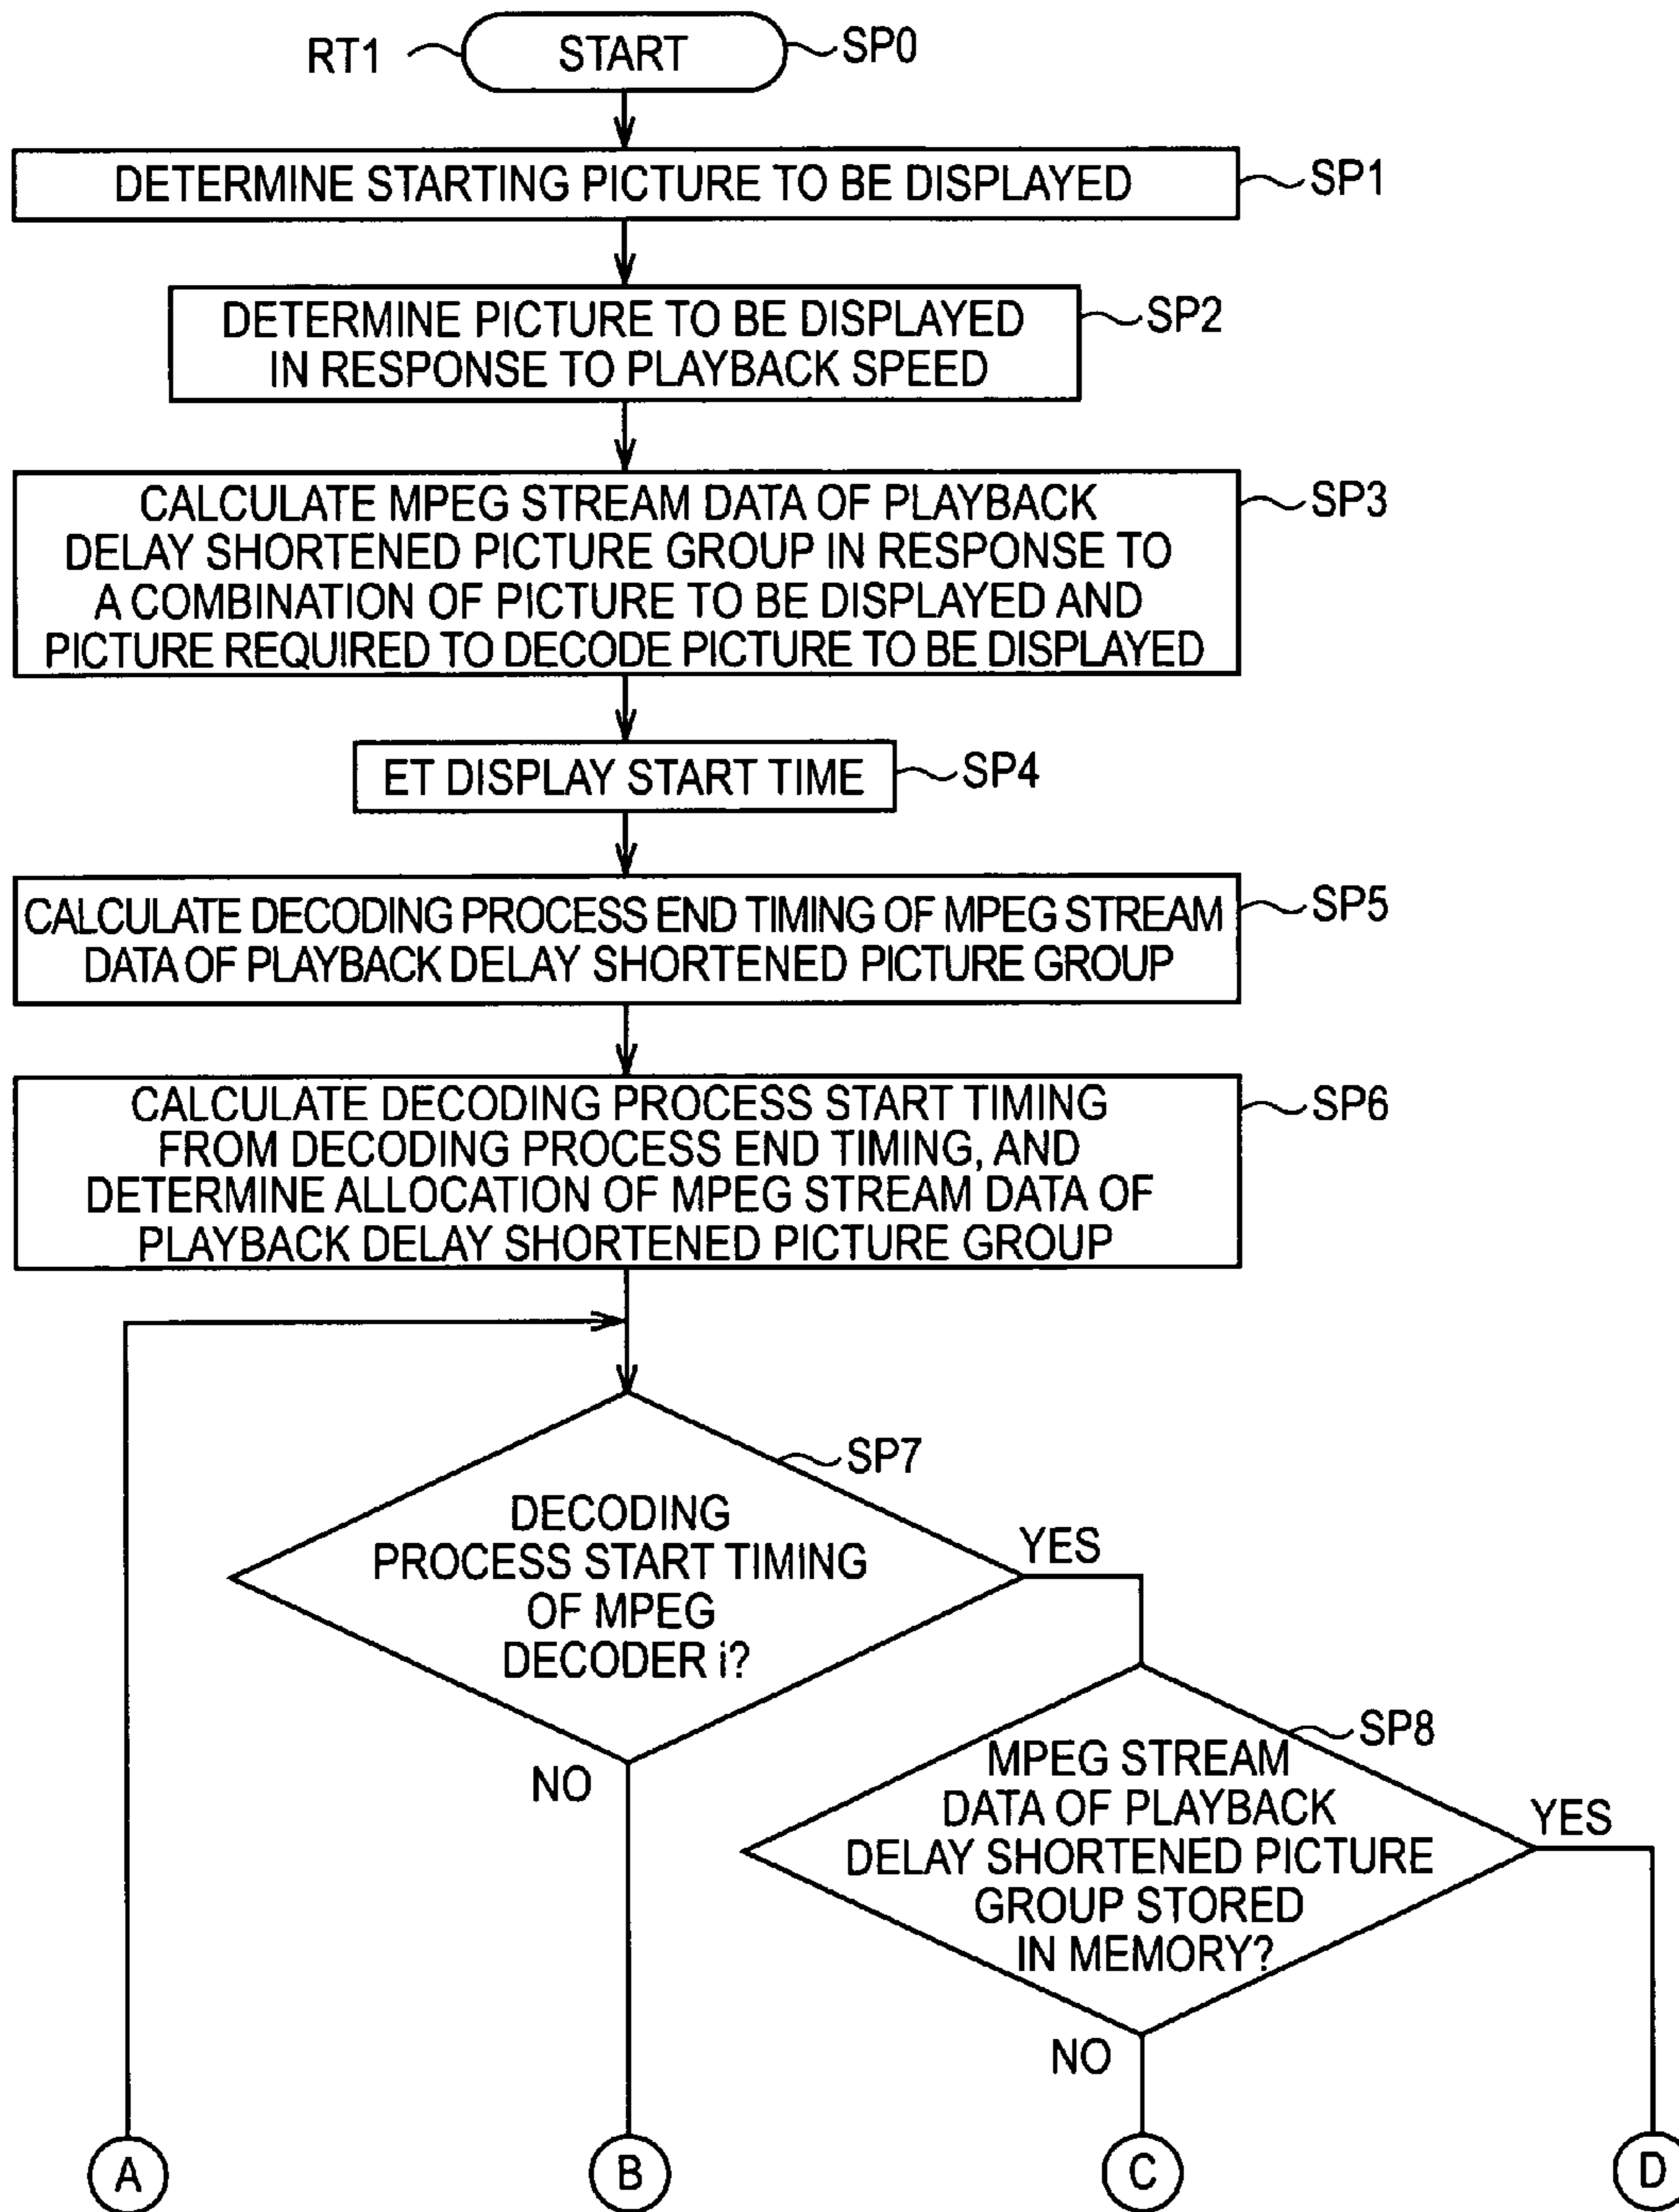 RT1
START
SP0
DETERMINE STARTING PICTURE TO BE DISPLAYED
SP1
DETERMINE PICTURE TO BE DISPLAYED
IN RESPONSE TO PLAYBACK SPEED
SP2
CALCULATE MPEG STREAM DATA OF PLAYBACK
DELAY SHORTENED PICTURE GROUP IN RESPONSE TO
A COMBINATION OF PICTURE TO BE DISPLAYED AND
PICTURE REQUIRED TO DECODE PICTURE TO BE DISPLAYED
SP3
ET DISPLAY START TIME
SP4
CALCULATE DECODING PROCESS END TIMING OF MPEG STREAM
DATA OF PLAYBACK DELAY SHORTENED PICTURE GROUP
SP5
CALCULATE DECODING PROCESS START TIMING
FROM DECODING PROCESS END TIMING, AND
DETERMINE ALLOCATION OF MPEG STREAM DATA OF
PLAYBACK DELAY SHORTENED PICTURE GROUP
SP6
SP7
DECODING
PROCESS START TIMING
OF MPEG
DECODER i?
YES
NO
SP8
MPEG STREAM
DATA OF PLAYBACK
DELAY SHORTENED PICTURE
GROUP STORED
IN MEMORY?
YES
NO
A
B
C
D